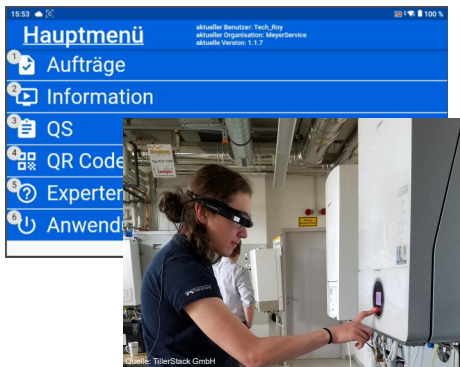 15:53
100 %
Hauptmenü
aktueller Benutzer: Tech_Roy
aktueller Organisation: MeyerService
aktuelle Version: 1.1.7
1 Aufträge
2 Information
3 QS
4 QR Code
5 Experten
6 Anwend
Quelle: TillerStack GmbH